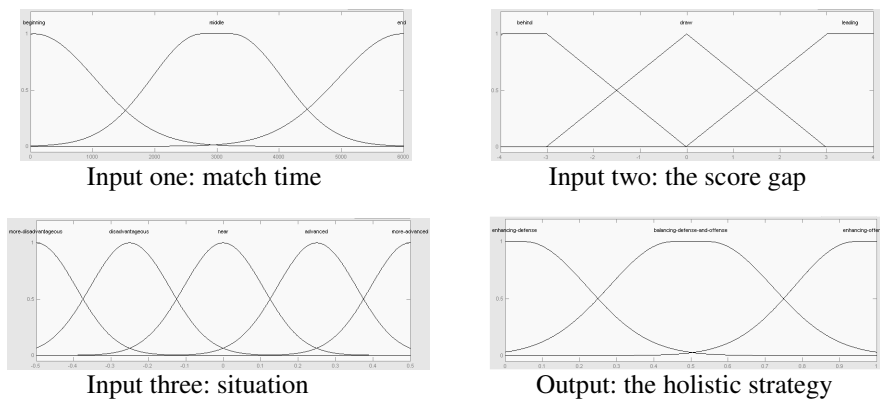 beginning middle end
1
0.5
0
0 1000 2000 3000 4000 5000 6000
Input one: match time
behind draw leading
1
0.5
0
-4 -3 -2 -1 0 1 2 3 4
Input two: the score gap
more-disadvantageous disadvantageous near advanced more-advanced
1
0.5
0
-0.5 -0.4 -0.3 -0.2 -0.1 0 0.1 0.2 0.3 0.4 0.5
Input three: situation
enhancing-defense balancing-defense-and-offense enhancing-offen
1
0.5
0
0 0.1 0.2 0.3 0.4 0.5 0.6 0.7 0.8 0.9 1
Output: the holistic strategy